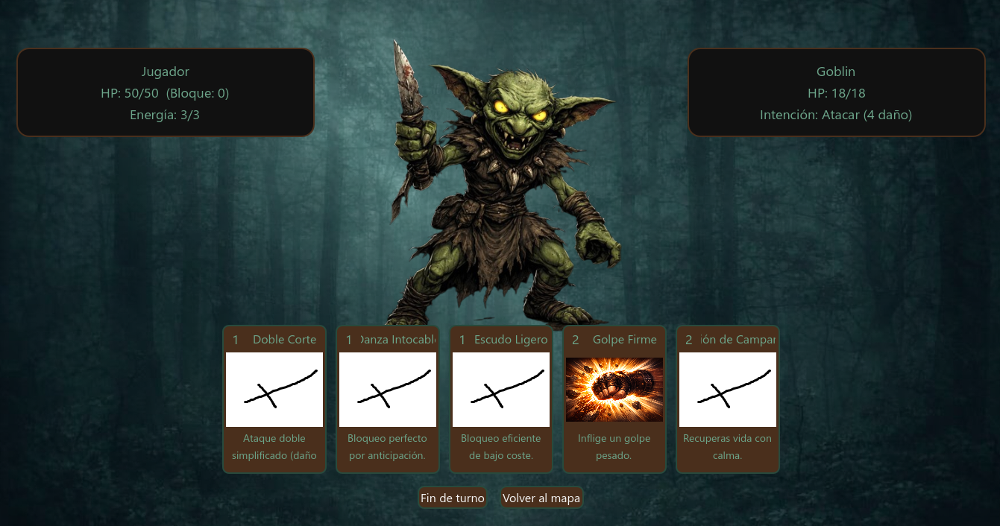 Jugador
HP: 50/50 (Bloque: 0)
Energía: 3/3
Goblin
HP: 18/18
Intención: Atacar (4 daño)
1 Doble Corte
Ataque doble
simplificado (daño
1 Danza Intocable
Bloqueo perfecto
por anticipación.
1 Escudo Ligero
Bloqueo eficiente
de bajo coste.
2 Golpe Firme
Inflige un golpe
pesado.
2 ión de Campar
Recuperas vida con
calma.
Fin de turno
Volver al mapa